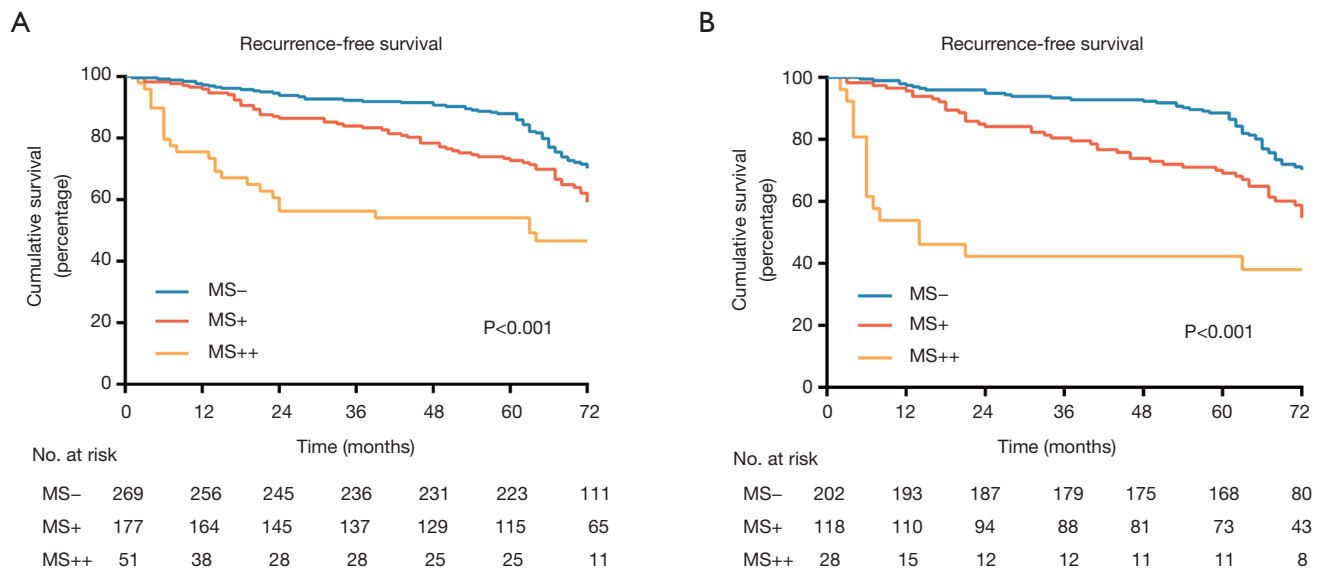 A
Recurrence-free survival
Cumulative survival
(percentage)
100
80
60
40
20
0
MS−
MS+
MS++
P<0.001
0 12 24 36 48 60 72
Time (months)
No. at risk
MS− 269 256 245 236 231 223 111
MS+ 177 164 145 137 129 115 65
MS++ 51 38 28 28 25 25 11
B
Recurrence-free survival
Cumulative survival
(percentage)
100
80
60
40
20
0
MS−
MS+
MS++
P<0.001
0 12 24 36 48 60 72
Time (months)
No. at risk
MS− 202 193 187 179 175 168 80
MS+ 118 110 94 88 81 73 43
MS++ 28 15 12 12 11 11 8